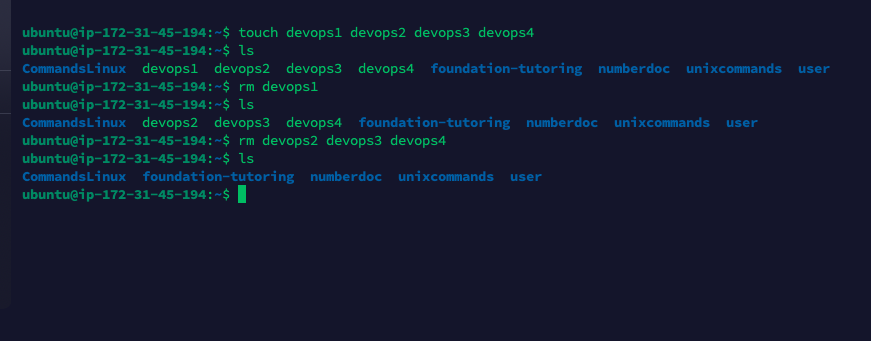 ubuntu@ip-172-31-45-194:~$ touch devops1 devops2 devops3 devops4
ubuntu@ip-172-31-45-194:~$ ls
CommandsLinux  devops1  devops2  devops3  devops4  foundation-tutoring  numberdoc  unixcommands  user
ubuntu@ip-172-31-45-194:~$ rm devops1
ubuntu@ip-172-31-45-194:~$ ls
CommandsLinux  devops2  devops3  devops4  foundation-tutoring  numberdoc  unixcommands  user
ubuntu@ip-172-31-45-194:~$ rm devops2 devops3 devops4
ubuntu@ip-172-31-45-194:~$ ls
CommandsLinux  foundation-tutoring  numberdoc  unixcommands  user
ubuntu@ip-172-31-45-194:~$